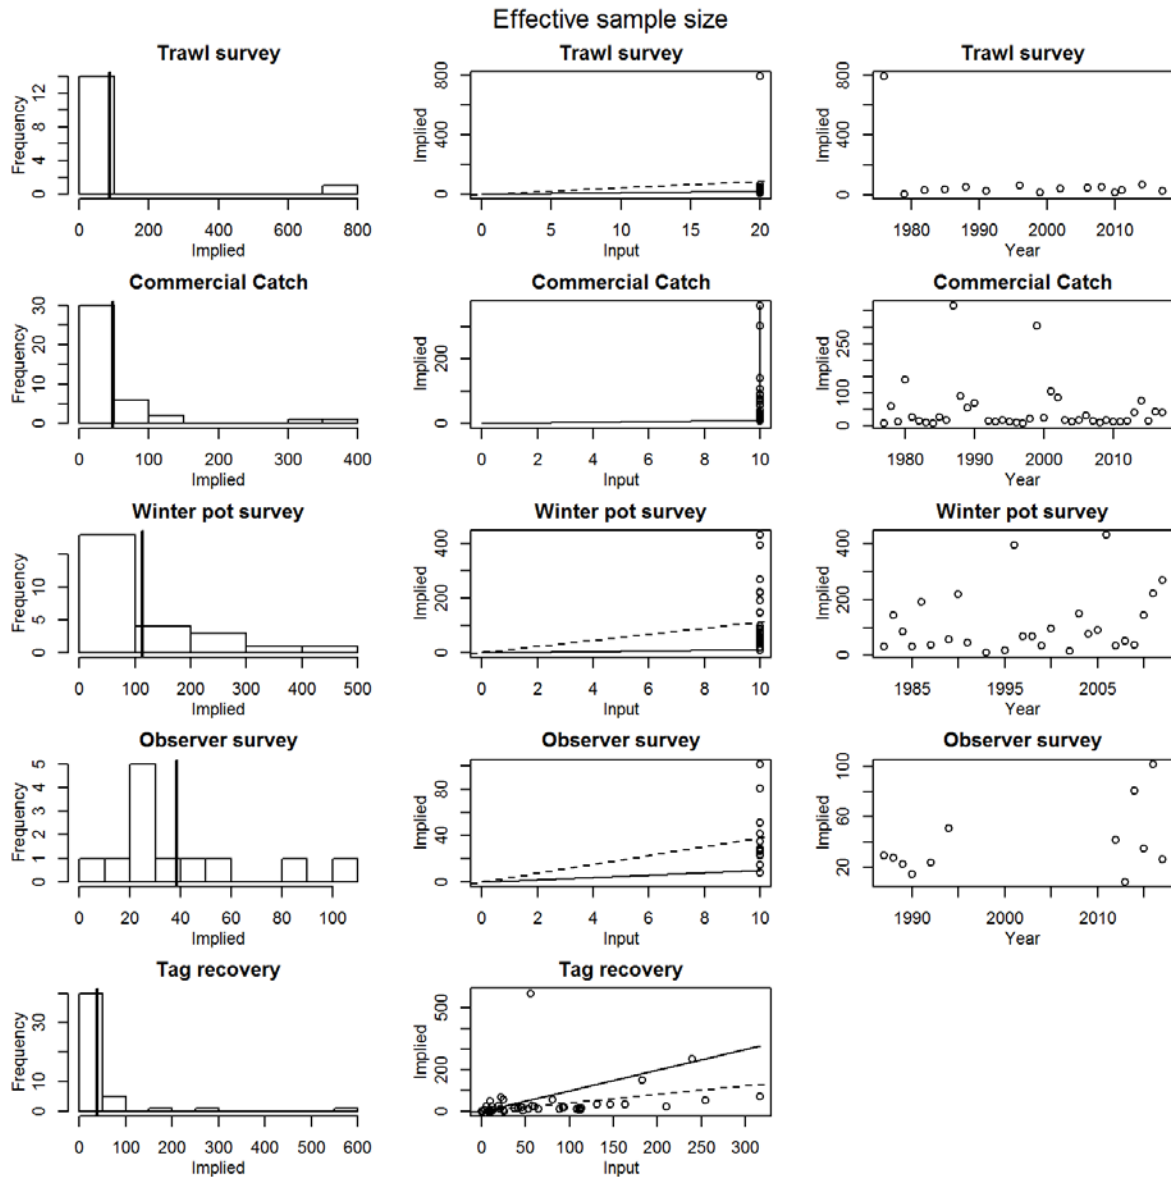 Effective sample size
Trawl survey
Trawl survey
Trawl survey
Frequency
0 4 8 12
0 200 400 600 800
Implied
Implied
0 400 800
0 5 10 15 20
Input
Implied
0 400 800
1980 1990 2000 2010
Year
Commercial Catch
Commercial Catch
Commercial Catch
Frequency
0 10 20 30
0 100 200 300 400
Implied
Implied
0 200
0 2 4 6 8 10
Input
Implied
0 100 250
1980 1990 2000 2010
Year
Winter pot survey
Winter pot survey
Winter pot survey
Frequency
0 5 10
0 100 200 300 400 500
Implied
Implied
0 200 400
0 2 4 6 8 10
Input
Implied
0 200 400
1985 1995 2005
Year
Observer survey
Observer survey
Observer survey
Frequency
0 1 2 3 4 5
0 20 40 60 80 100
Implied
Implied
0 40 80
0 2 4 6 8 10
Input
Implied
20 60 100
1990 2000 2010
Year
Tag recovery
Tag recovery
Frequency
0 10 30
0 100 200 300 400 500 600
Implied
Implied
0 200 500
0 50 100 150 200 250 300
Input